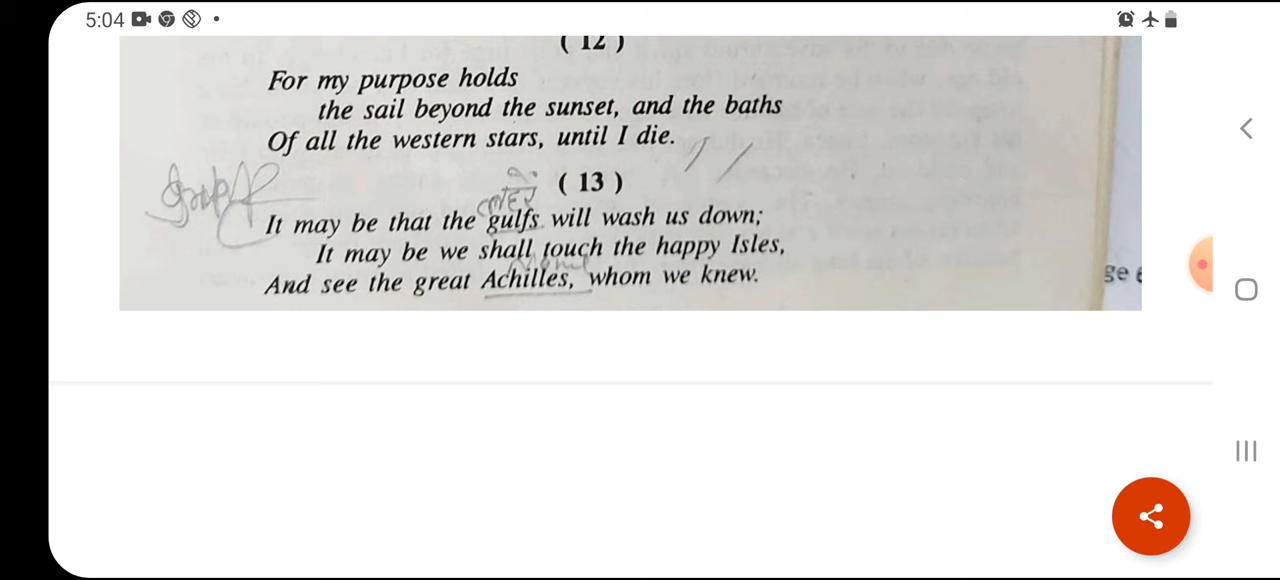 5:04
( 12 )
For my purpose holds
the sail beyond the sunset, and the baths
Of all the western stars, until I die.
( 13 )
It may be that the gulfs will wash us down;
It may be we shall touch the happy Isles,
And see the great Achilles, whom we knew.